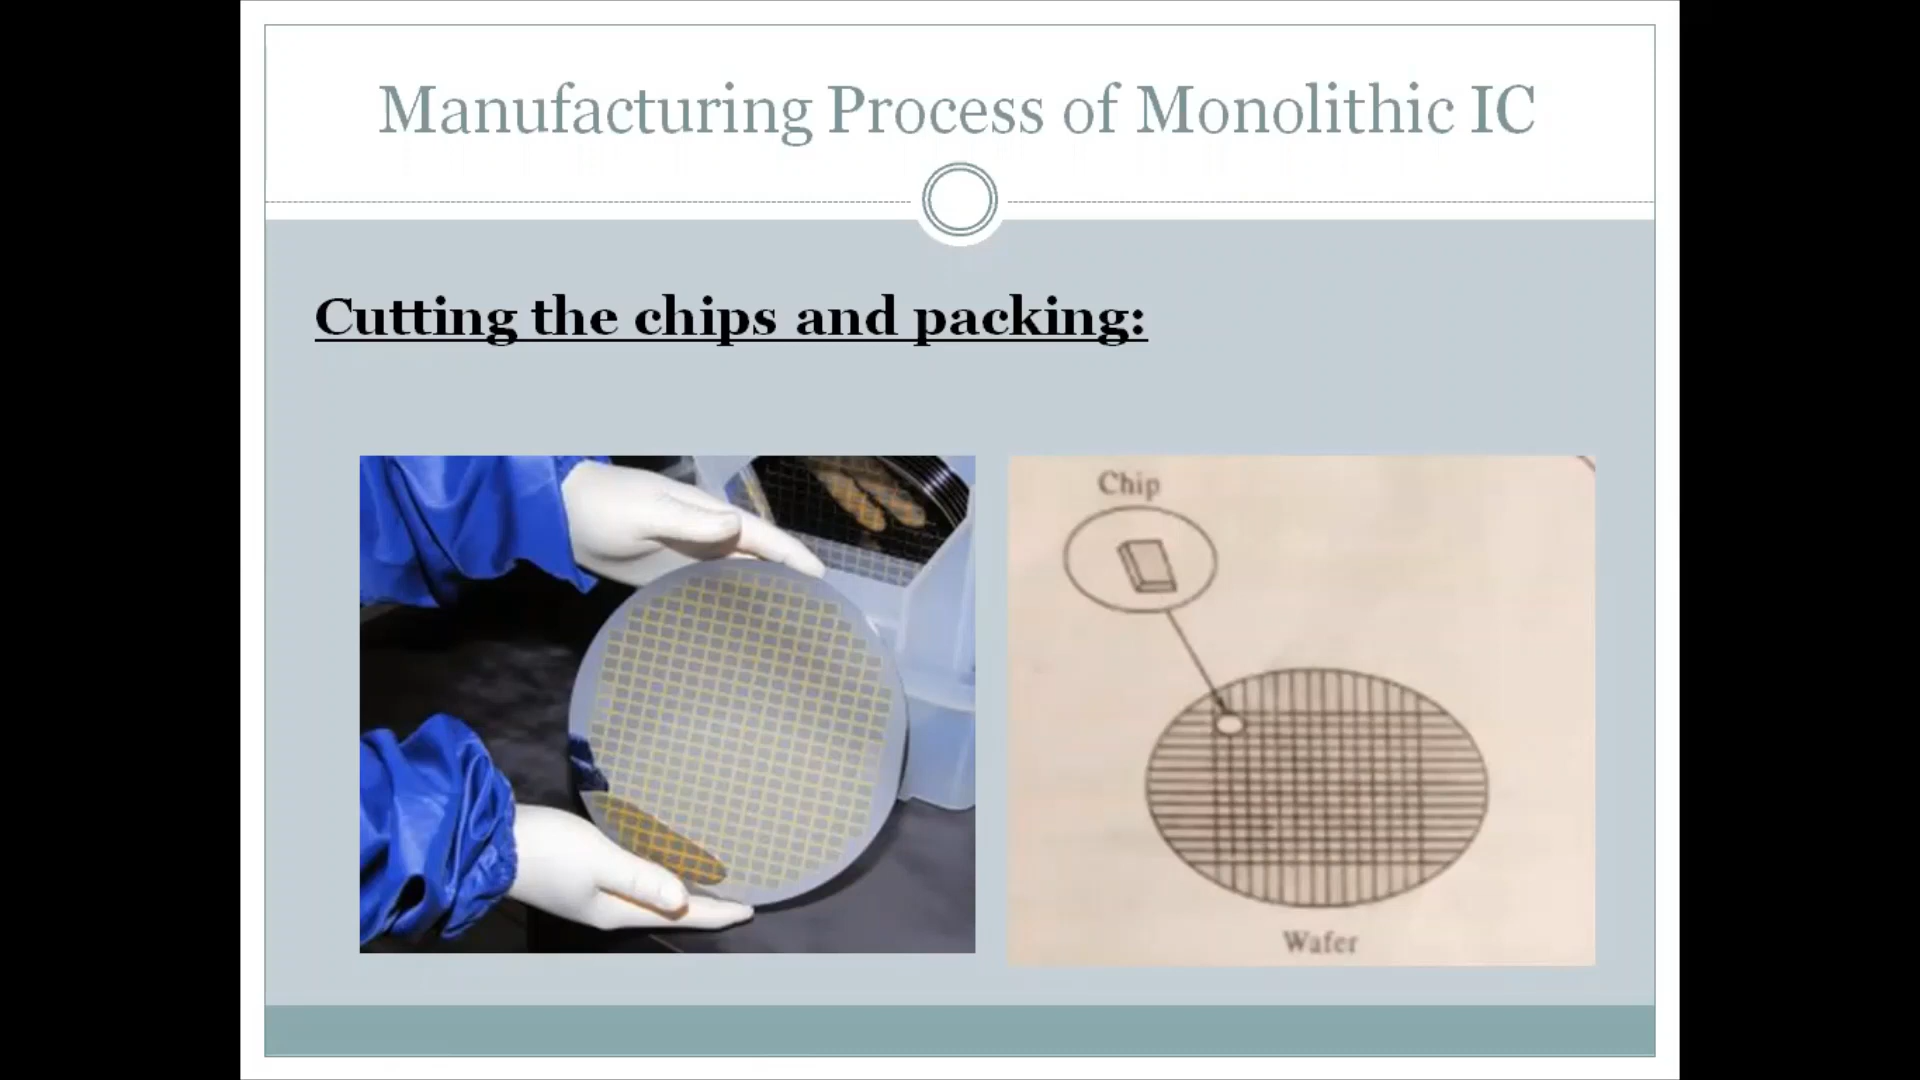 Manufacturing Process of Monolithic IC
Cutting the chips and packing:
Chip
Wafer